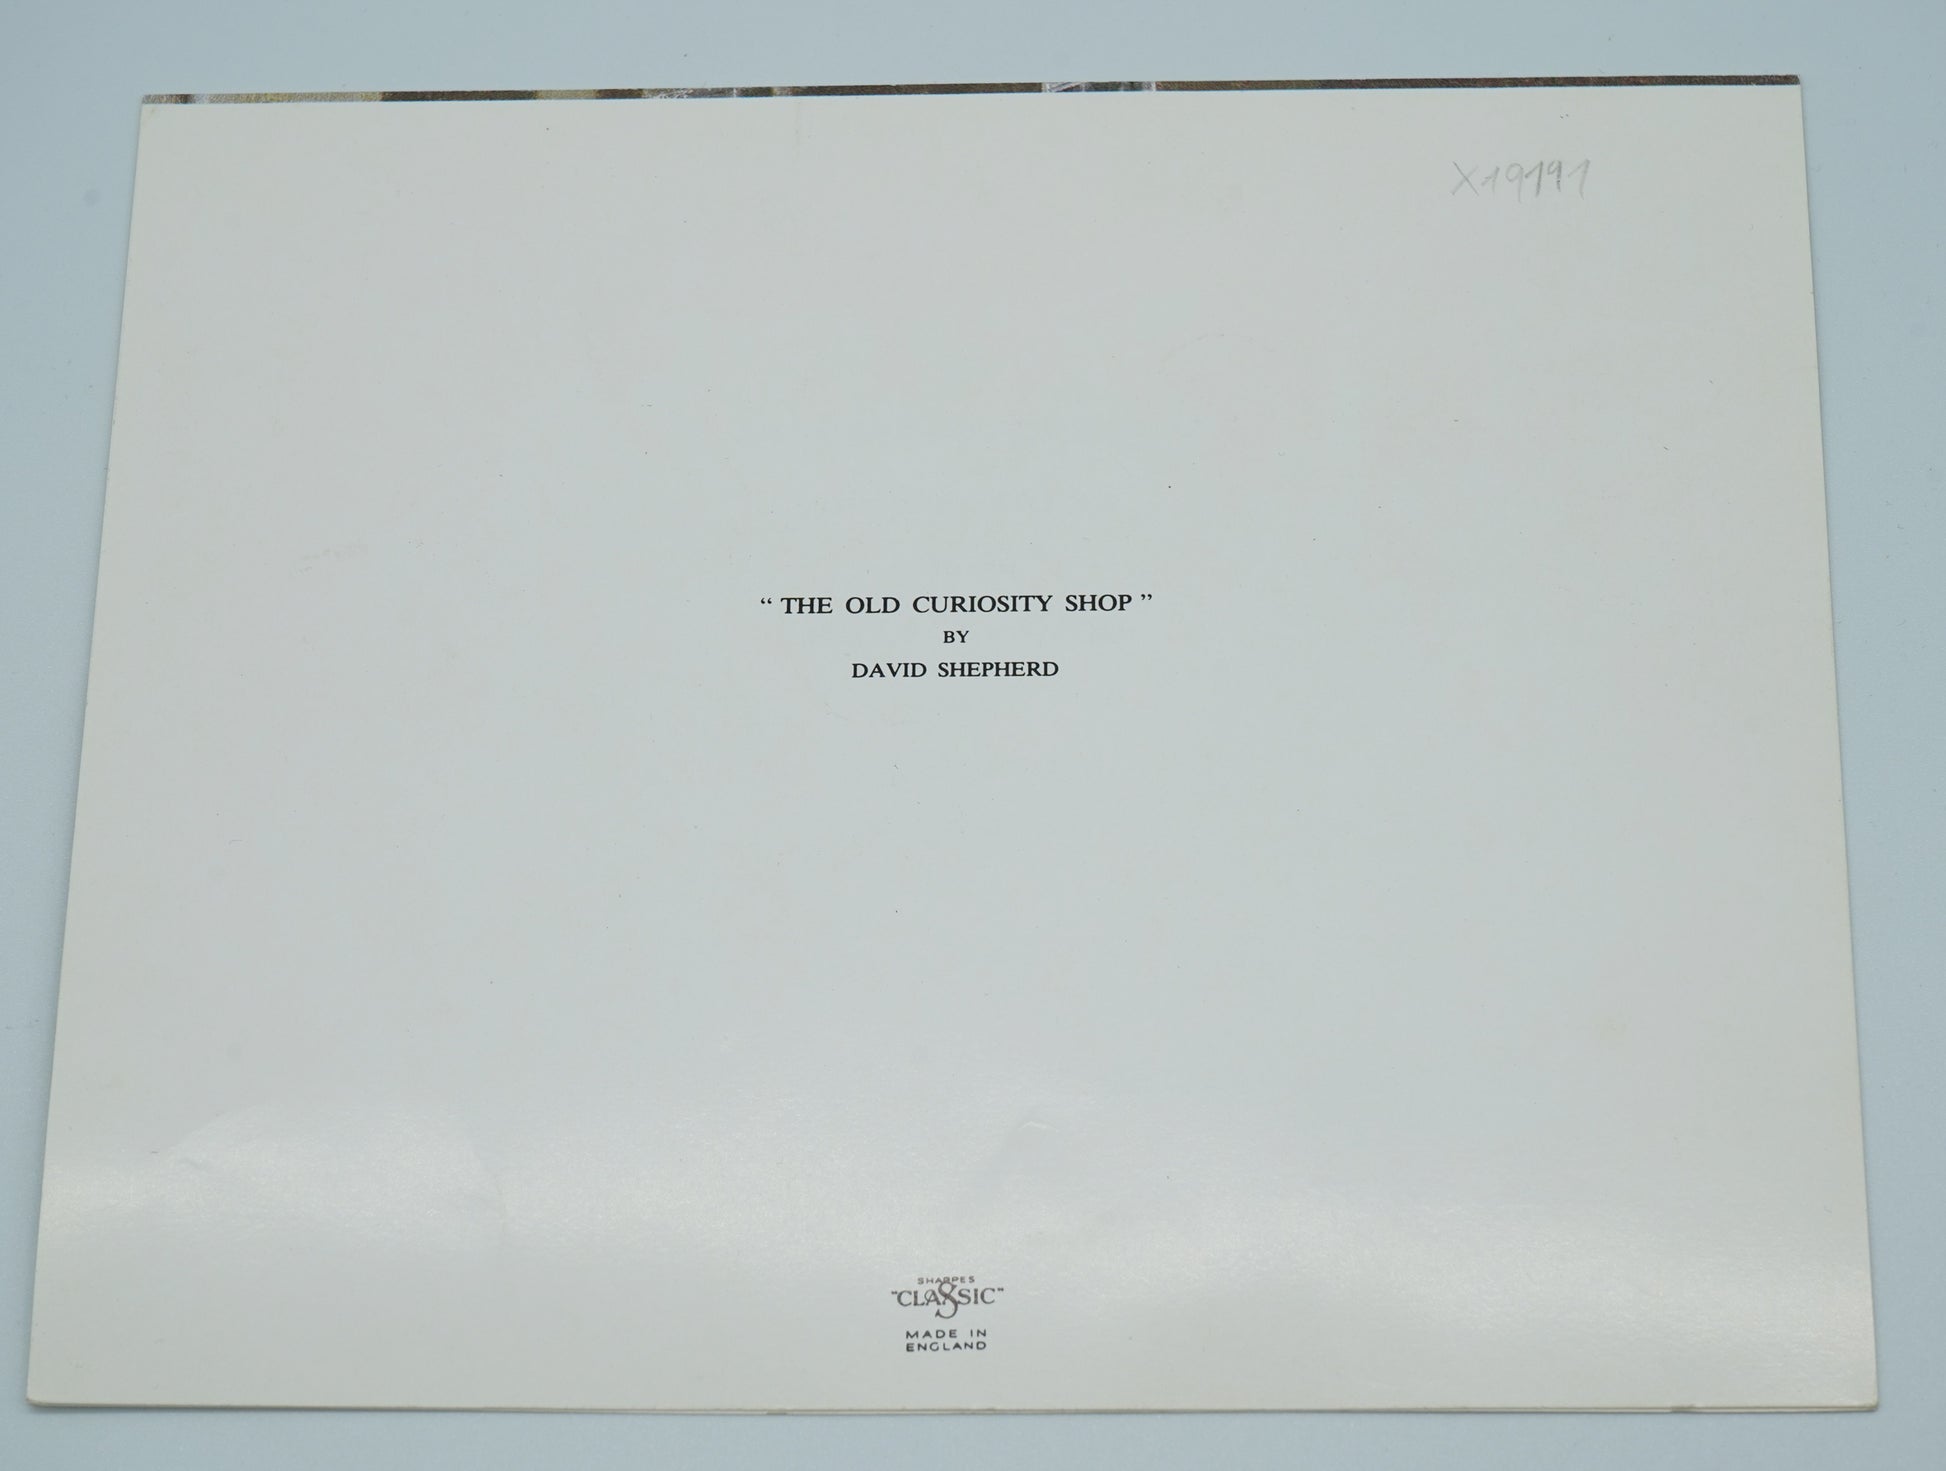 X19191
“ THE OLD CURIOSITY SHOP ”
BY
DAVID SHEPHERD
SHARPES
"CLASSIC"
MADE IN
ENGLAND